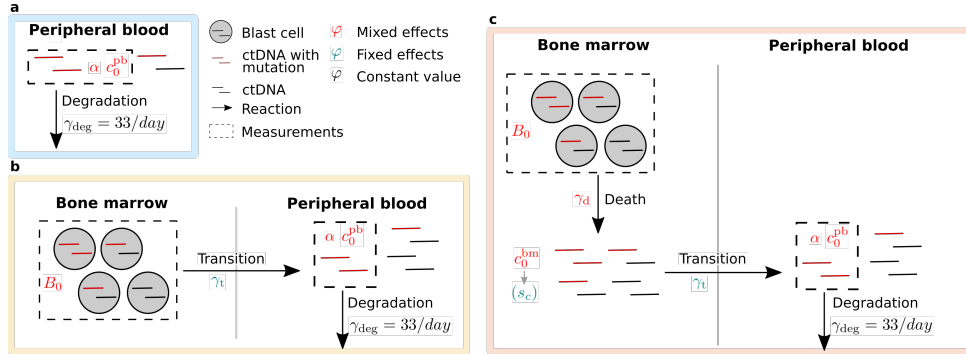 a
Peripheral blood
α c₀ᵖᵇ
Degradation
γdeg = 33/day
Blast cell
ctDNA with
mutation
ctDNA
Reaction
Measurements
φ Mixed effects
φ Fixed effects
φ Constant value
b
Bone marrow
Peripheral blood
B₀
Transition
γt
α c₀ᵖᵇ
Degradation
γdeg = 33/day
c
Bone marrow
Peripheral blood
B₀
γd Death
c₀ᵇᵐ
(s_c)
Transition
γt
α c₀ᵖᵇ
Degradation
γdeg = 33/day